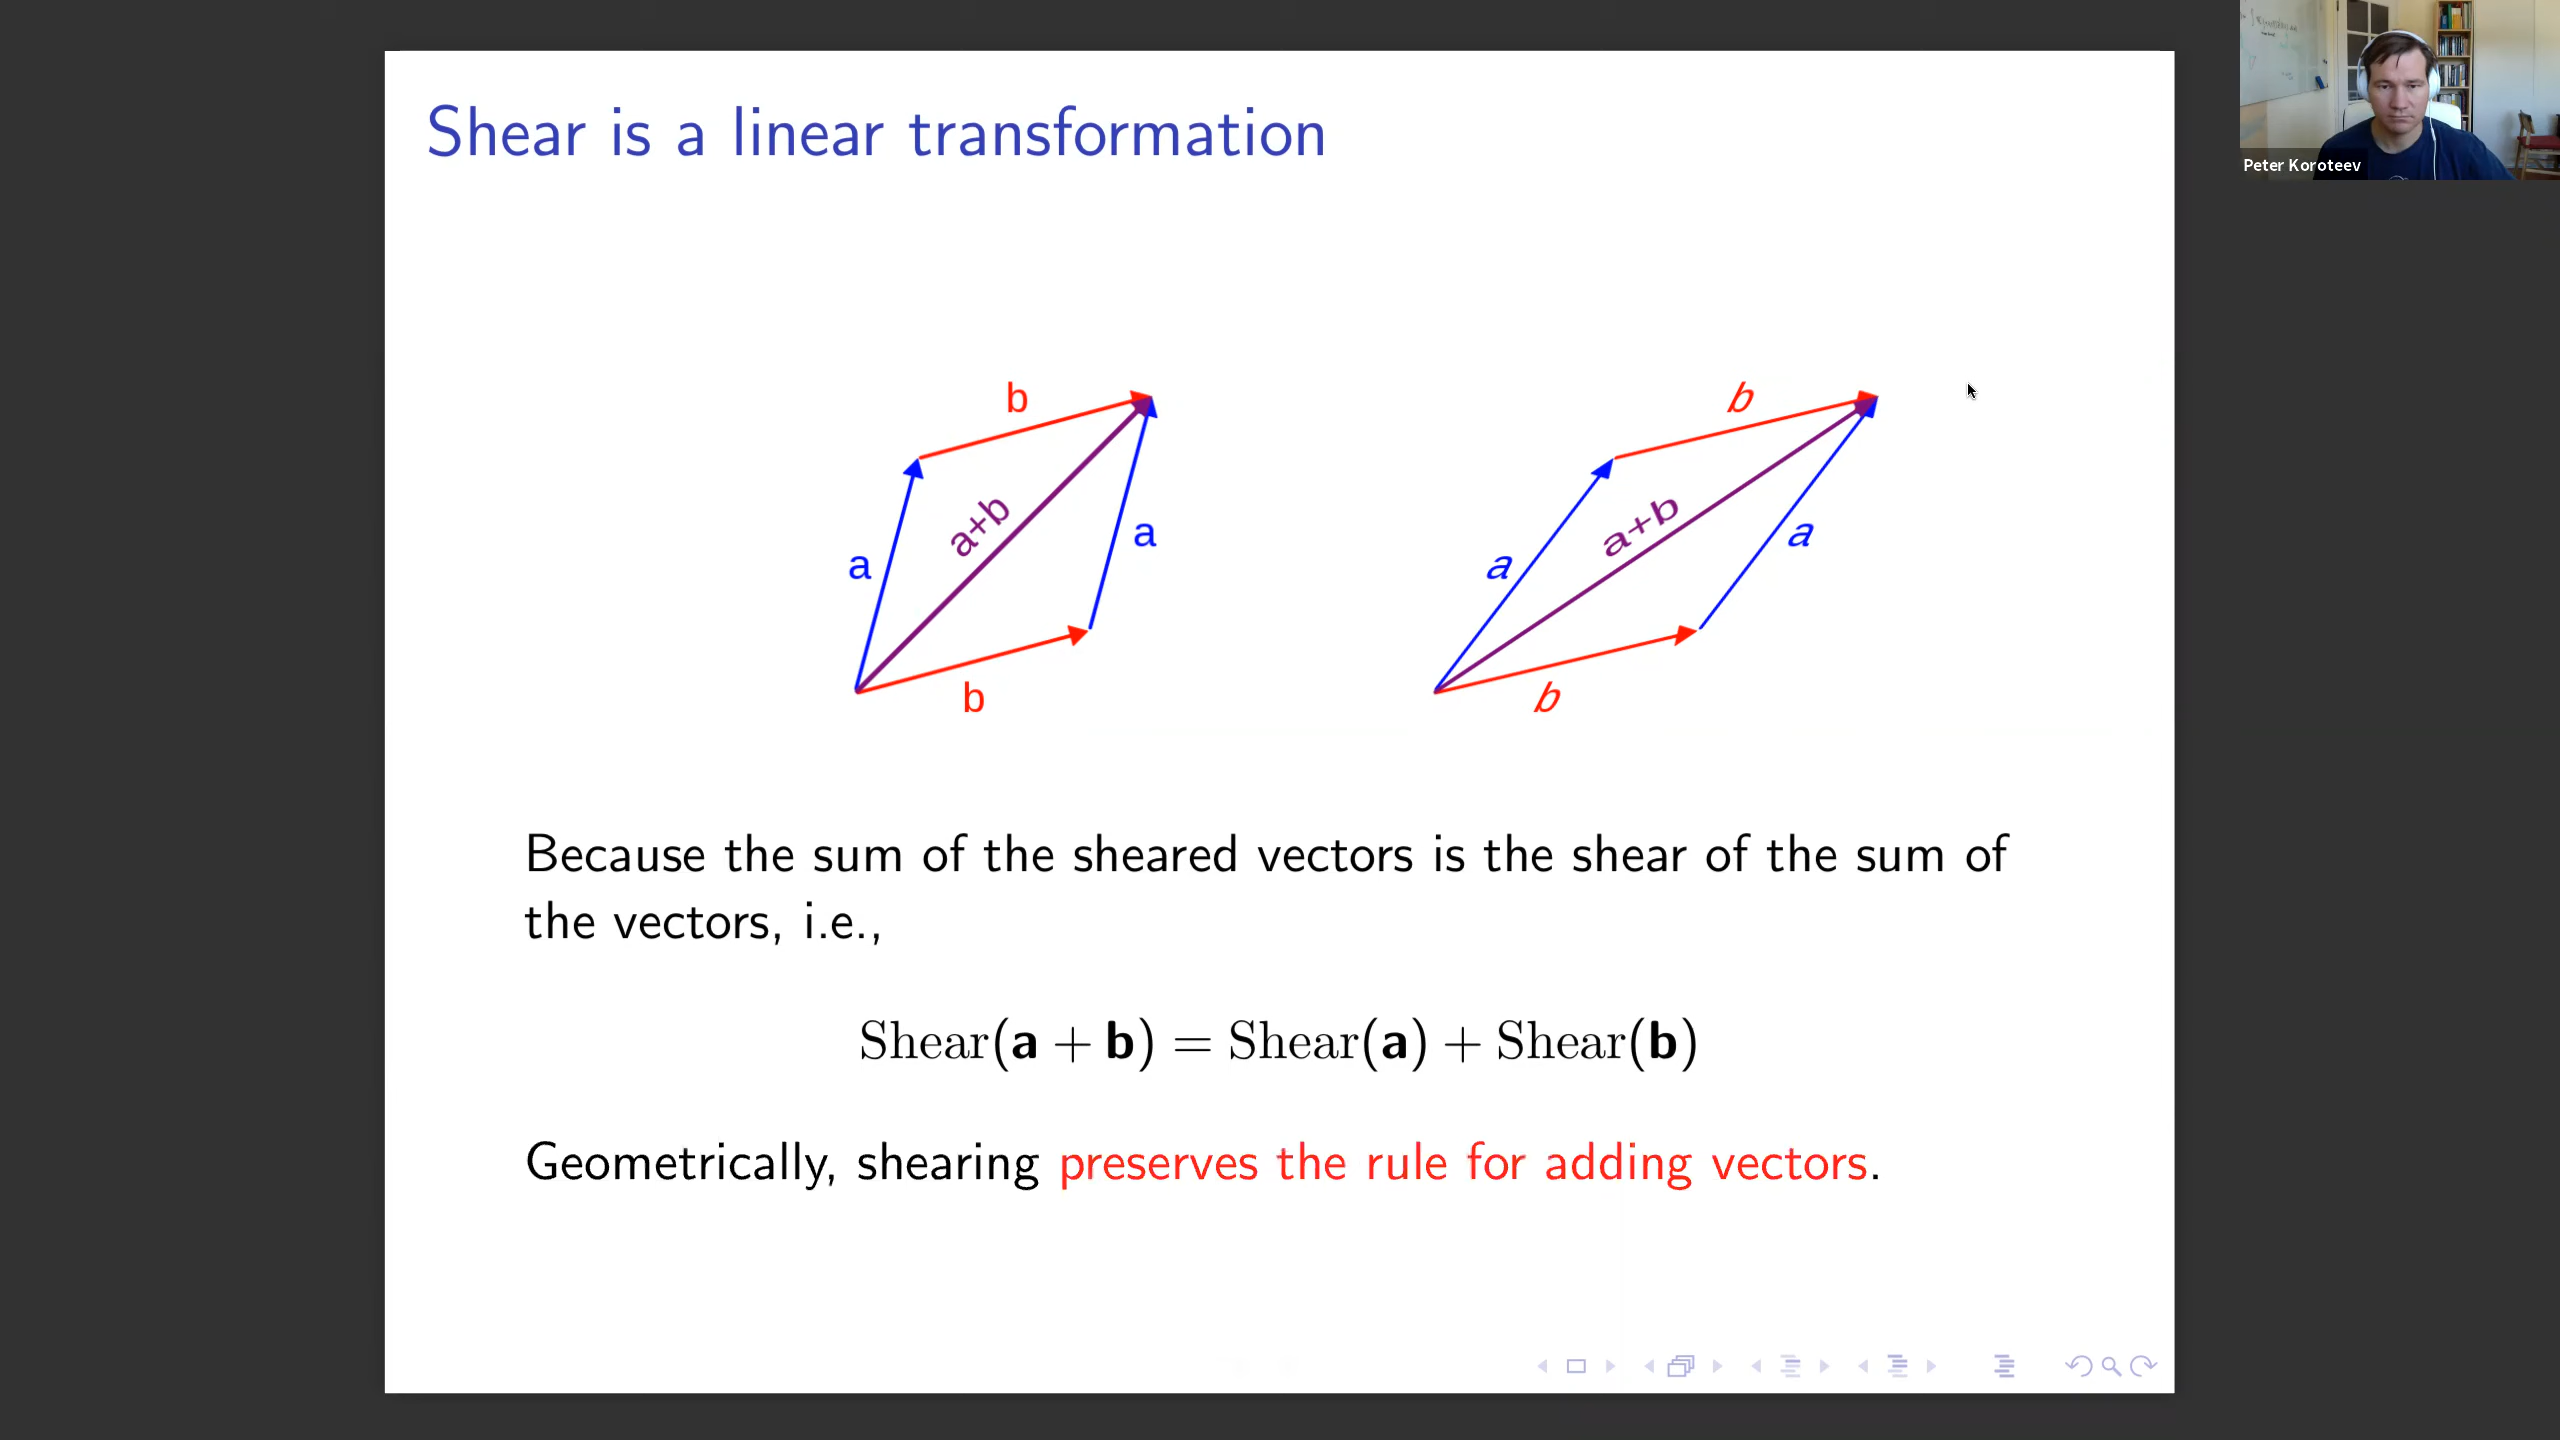 Shear is a linear transformation
b
a
a+b
a
b
b
a
a+b
a
b
Because the sum of the sheared vectors is the shear of the sum of
the vectors, i.e.,
Shear(a + b) = Shear(a) + Shear(b)
Geometrically, shearing preserves the rule for adding vectors.
Peter Koroteev